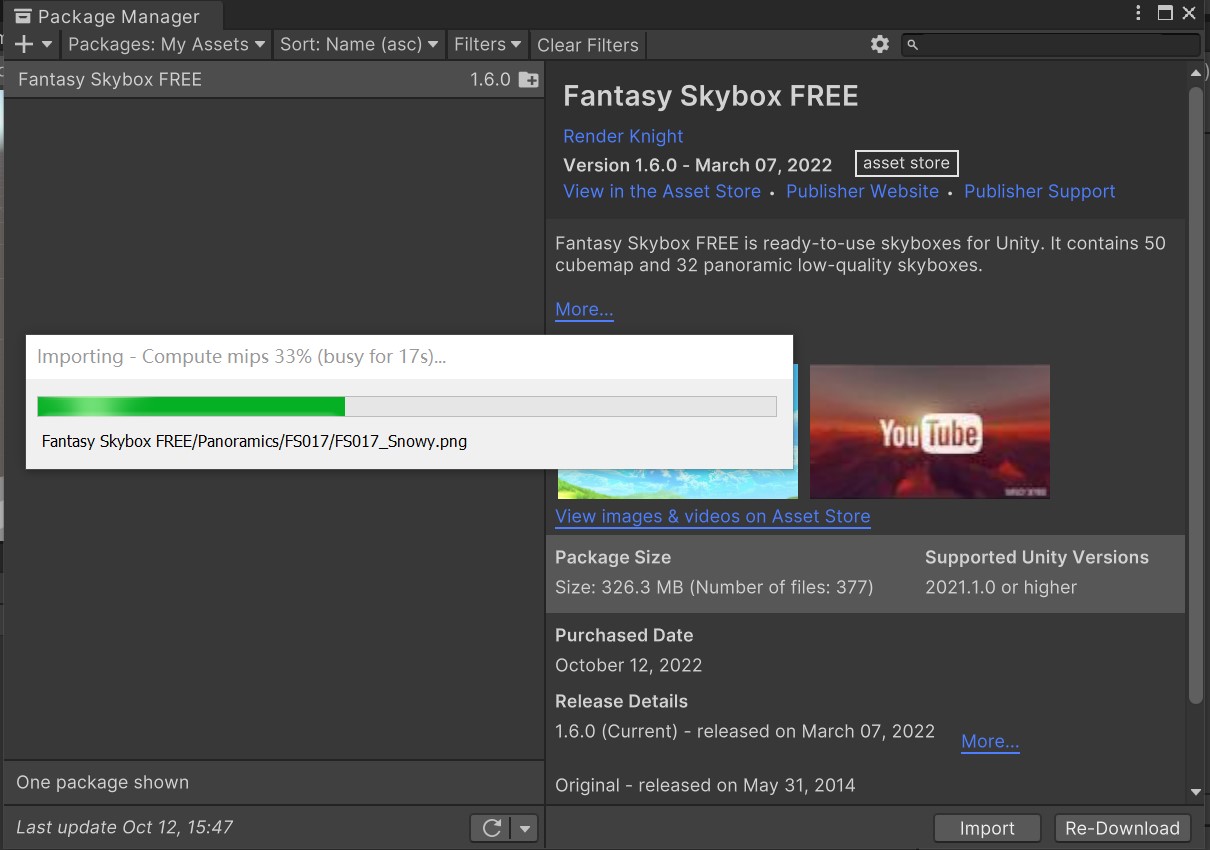 Package Manager
Packages: My Assets Sort: Name (asc) Filters Clear Filters
Fantasy Skybox FREE 1.6.0
Fantasy Skybox FREE
Render Knight
Version 1.6.0 - March 07, 2022 asset store
View in the Asset Store • Publisher Website • Publisher Support
Fantasy Skybox FREE is ready-to-use skyboxes for Unity. It contains 50
cubemap and 32 panoramic low-quality skyboxes.
More...
Importing - Compute mips 33% (busy for 17s)...
Fantasy Skybox FREE/Panoramics/FS017/FS017_Snowy.png
YouTube
View images & videos on Asset Store
Package Size
Size: 326.3 MB (Number of files: 377)
Supported Unity Versions
2021.1.0 or higher
Purchased Date
October 12, 2022
Release Details
1.6.0 (Current) - released on March 07, 2022
More...
Original - released on May 31, 2014
One package shown
Last update Oct 12, 15:47
Import
Re-Download